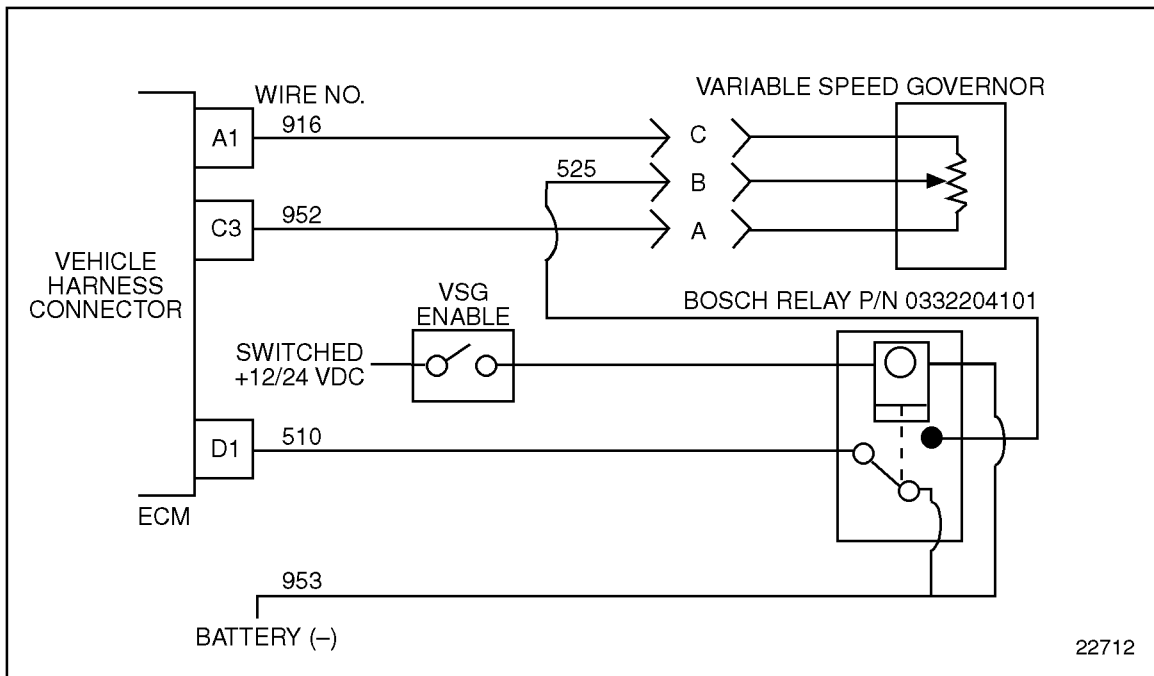 VARIABLE SPEED GOVERNOR
WIRE NO.
A1
916
C
525
B
C3
952
A
VEHICLE
HARNESS
CONNECTOR
BOSCH RELAY P/N 0332204101
VSG
ENABLE
SWITCHED
+12/24 VDC
D1
510
ECM
953
BATTERY (–)
22712